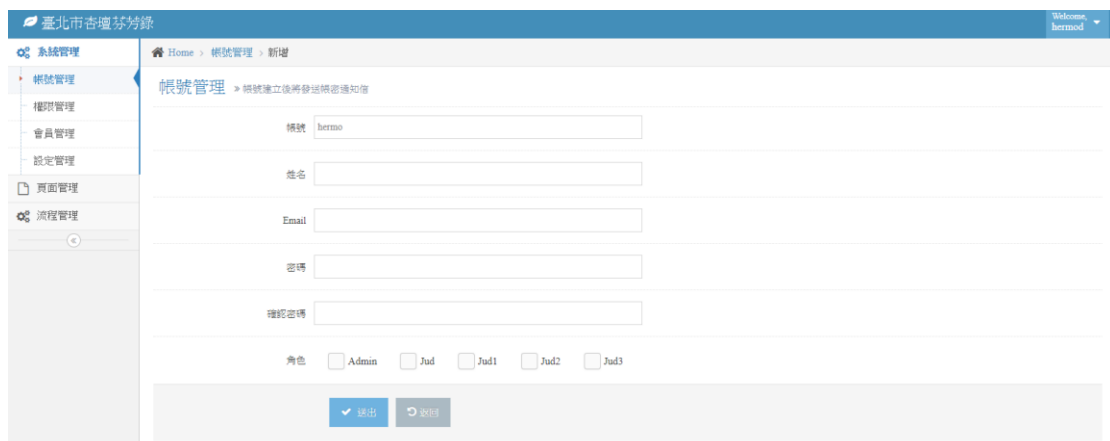 臺北市杏壇芬芳錄
Welcome,
hermod
系統管理
帳號管理
權限管理
會員管理
設定管理
頁面管理
流程管理
Home > 帳號管理 > 新增
帳號管理 » 帳號建立後將發送帳密通知信
帳號 hermo
姓名
Email
密碼
確認密碼
角色 Admin Jud Jud1 Jud2 Jud3
送出 返回